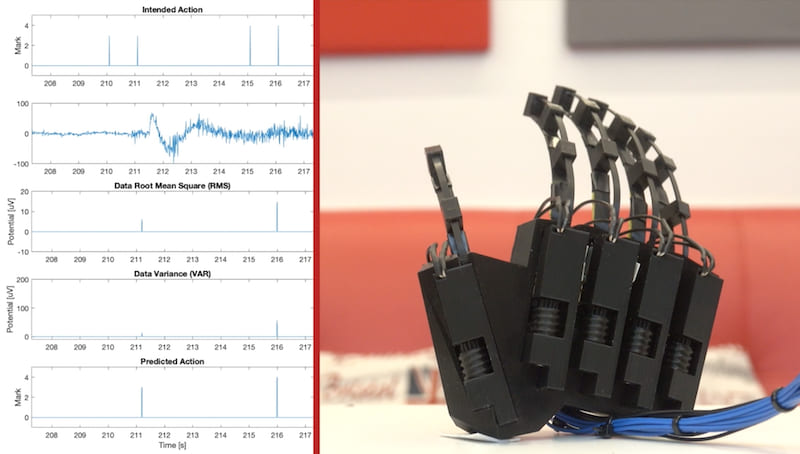 Intended Action
Mark
4
2
0
208 209 210 211 212 213 214 215 216 217
100
0
-100
208 209 210 211 212 213 214 215 216 217
Data Root Mean Square (RMS)
Potential [uV]
20
10
0
208 209 210 211 212 213 214 215 216 217
Data Variance (VAR)
Potential [uV]
200
100
0
208 209 210 211 212 213 214 215 216 217
Predicted Action
Mark
4
2
0
208 209 210 211 212 213 214 215 216 217
Time [s]